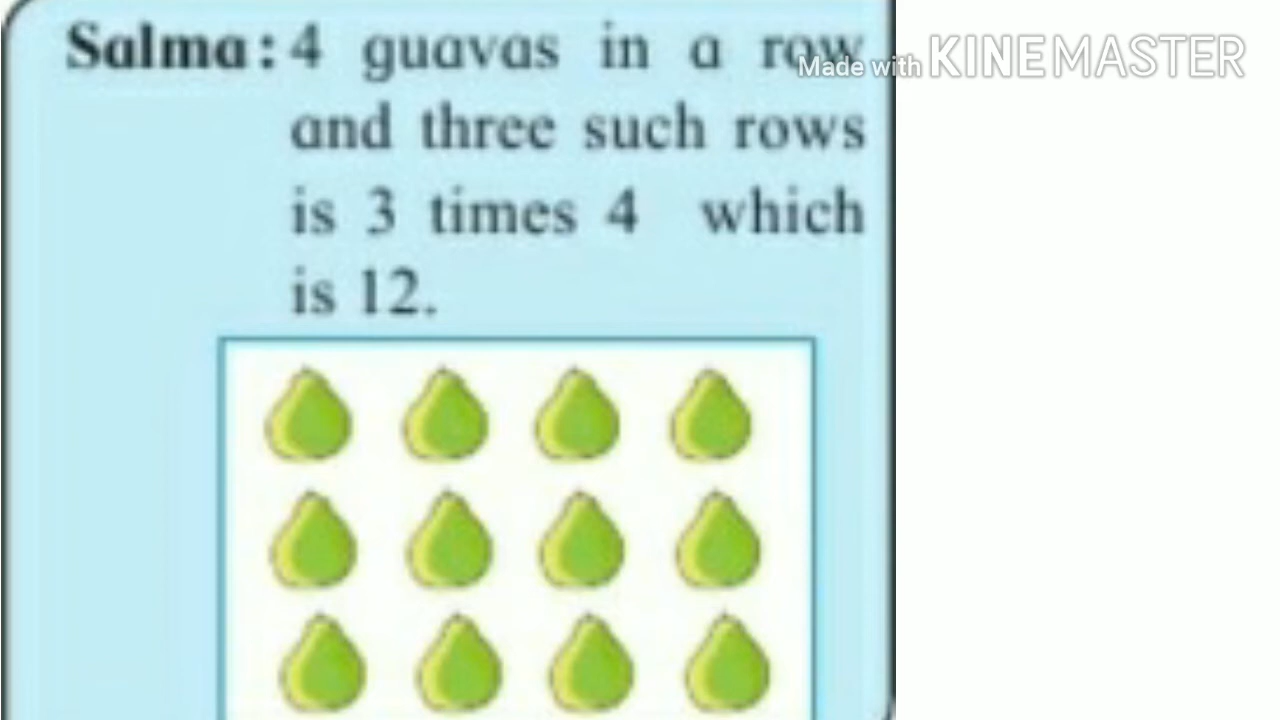 Salma: 4 guavas in a row
Made with KINEMASTER
and three such rows
is 3 times 4 which
is 12.